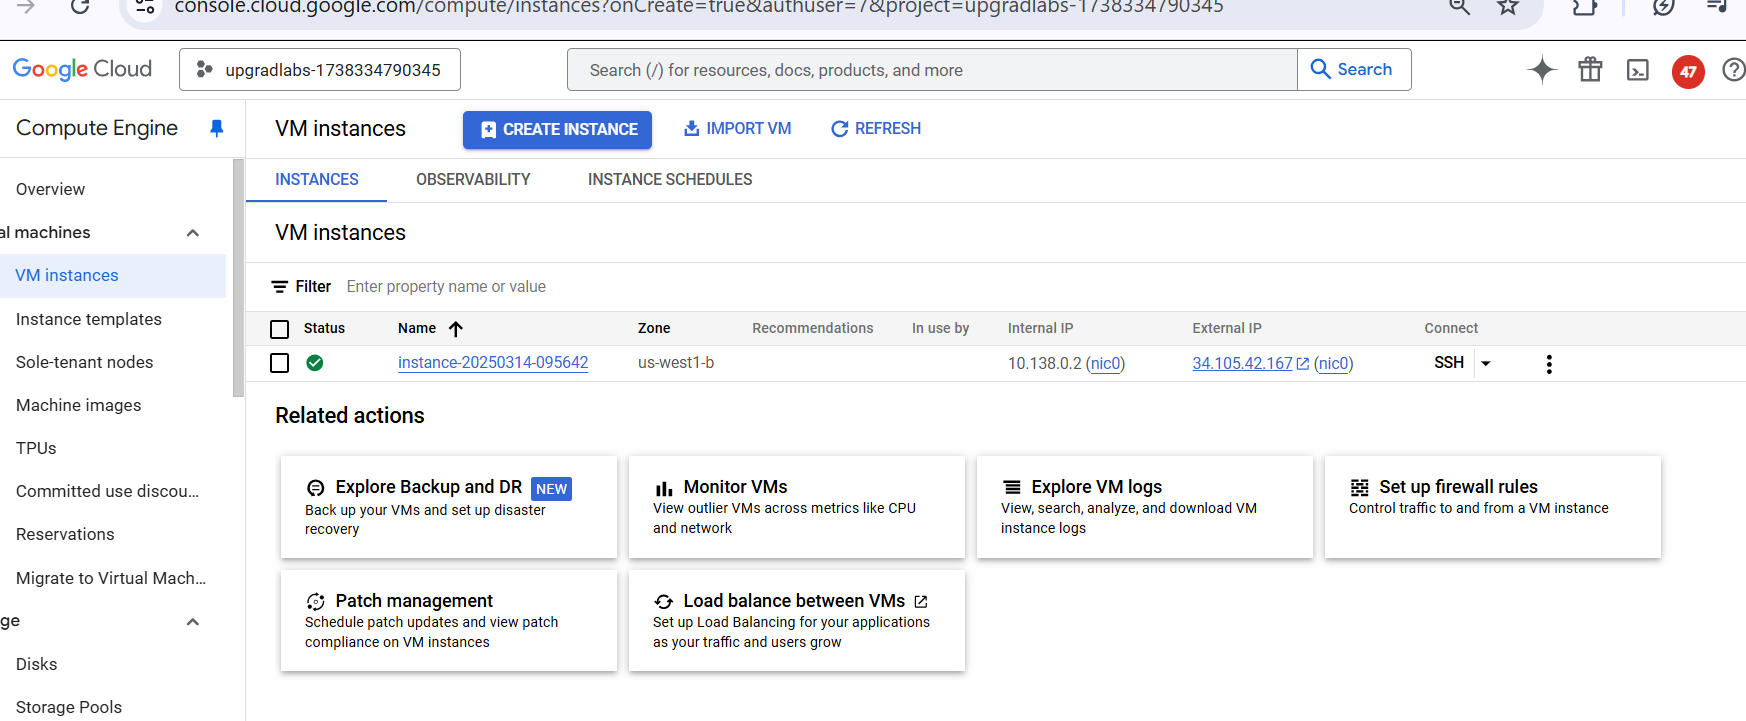 console.cloud.google.com/compute/instances?onCreate=true&authuser=7&project=upgradlabs-1738334790345
Google Cloud
upgradlabs-1738334790345
Search (/) for resources, docs, products, and more
Search
47
Compute Engine
VM instances
CREATE INSTANCE
IMPORT VM
REFRESH
Overview
al machines
VM instances
Instance templates
Sole-tenant nodes
Machine images
TPUs
Committed use discou...
Reservations
Migrate to Virtual Mach...
ge
Disks
Storage Pools
INSTANCES
OBSERVABILITY
INSTANCE SCHEDULES
VM instances
Filter Enter property name or value
Status Name Zone Recommendations In use by Internal IP External IP Connect
instance-20250314-095642 us-west1-b 10.138.0.2 (nic0) 34.105.42.167 (nic0) SSH
Related actions
Explore Backup and DR NEW
Back up your VMs and set up disaster
recovery
Monitor VMs
View outlier VMs across metrics like CPU
and network
Explore VM logs
View, search, analyze, and download VM
instance logs
Set up firewall rules
Control traffic to and from a VM instance
Patch management
Schedule patch updates and view patch
compliance on VM instances
Load balance between VMs
Set up Load Balancing for your applications
as your traffic and users grow